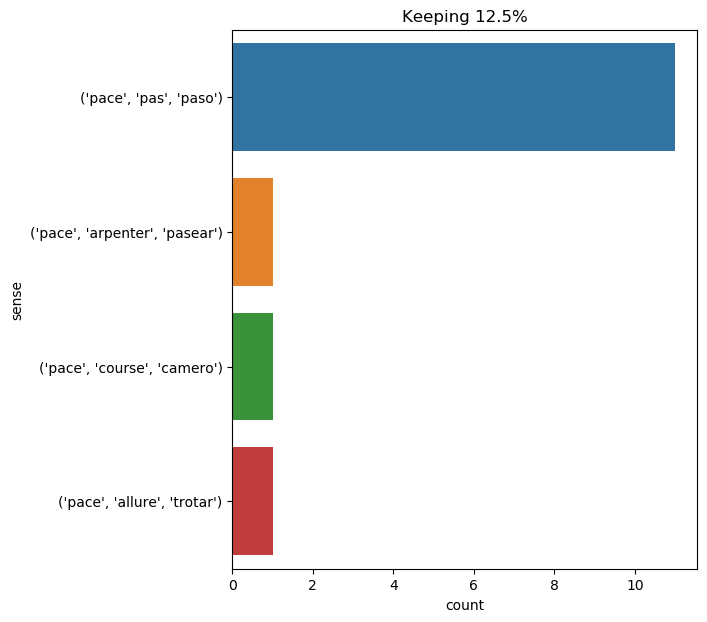 Keeping 12.5%
('pace', 'pas', 'paso')
('pace', 'arpenter', 'pasear')
('pace', 'course', 'camero')
('pace', 'allure', 'trotar')
sense
0 2 4 6 8 10
count